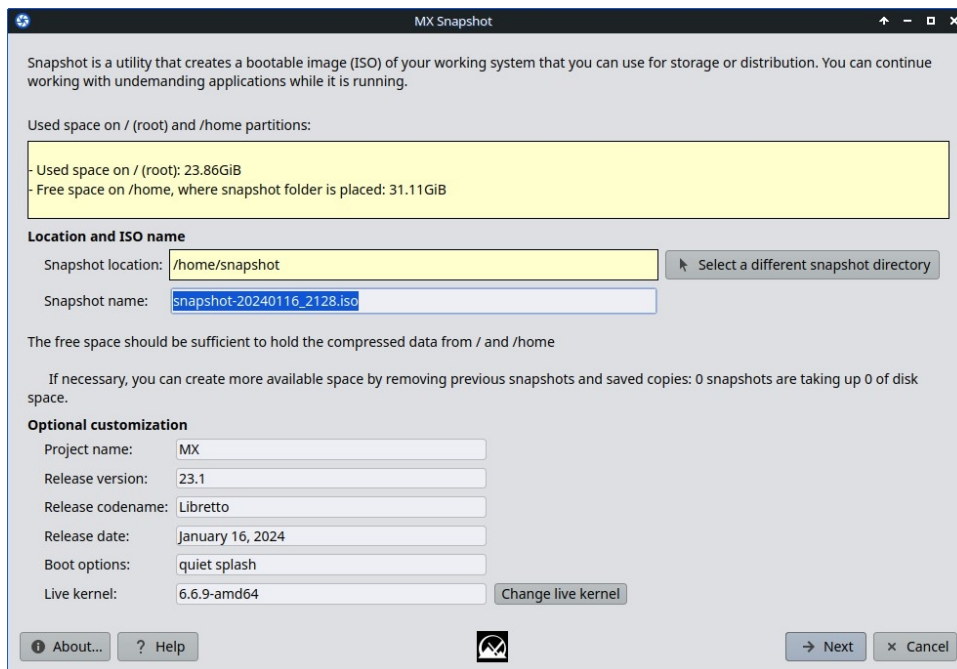 MX Snapshot
Snapshot is a utility that creates a bootable image (ISO) of your working system that you can use for storage or distribution. You can continue
working with undemanding applications while it is running.
Used space on / (root) and /home partitions:
- Used space on / (root): 23.86GiB
- Free space on /home, where snapshot folder is placed: 31.11GiB
Location and ISO name
Snapshot location: /home/snapshot Select a different snapshot directory
Snapshot name: snapshot-20240116_2128.iso
The free space should be sufficient to hold the compressed data from / and /home
If necessary, you can create more available space by removing previous snapshots and saved copies: 0 snapshots are taking up 0 of disk
space.
Optional customization
Project name: MX
Release version: 23.1
Release codename: Libretto
Release date: January 16, 2024
Boot options: quiet splash
Live kernel: 6.6.9-amd64 Change live kernel
About... ? Help Next Cancel